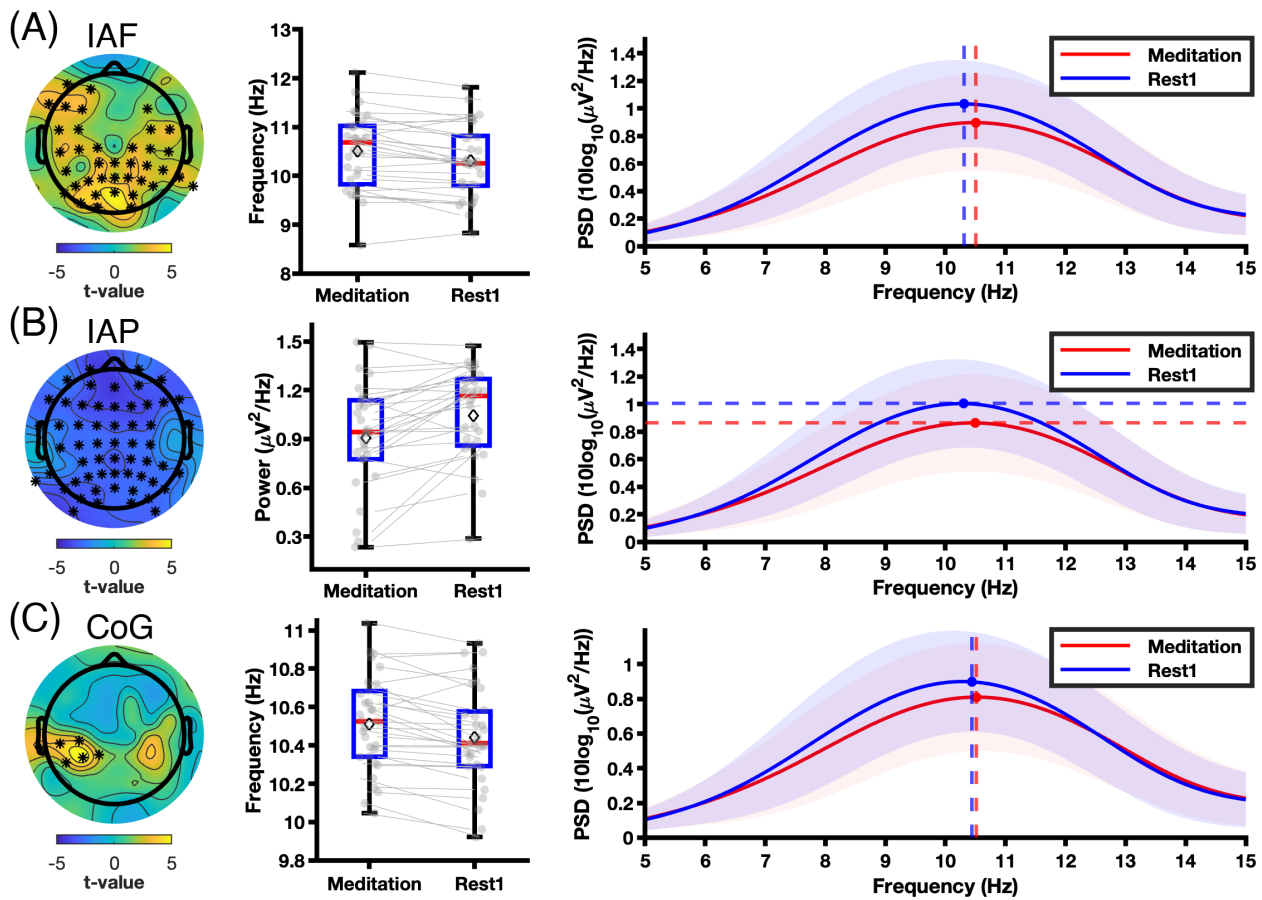 (A) IAF
-5 0 5
t-value
13
12
11
10
9
8
Frequency (Hz)
Meditation Rest1
1.4
1.2
1
0.8
0.6
0.4
0.2
0
PSD (10log10(μV2/Hz))
5 6 7 8 9 10 11 12 13 14 15
Frequency (Hz)
Meditation
Rest1
(B) IAP
-5 0 5
t-value
1.5
1.2
0.9
0.6
0.3
Power (μV2/Hz)
Meditation Rest1
1.4
1.2
1
0.8
0.6
0.4
0.2
0
PSD (10log10(μV2/Hz))
5 6 7 8 9 10 11 12 13 14 15
Frequency (Hz)
Meditation
Rest1
(C) CoG
-5 0 5
t-value
11
10.8
10.6
10.4
10.2
10
9.8
Frequency (Hz)
Meditation Rest1
1
0.8
0.6
0.4
0.2
0
PSD (10log10(μV2/Hz))
5 6 7 8 9 10 11 12 13 14 15
Frequency (Hz)
Meditation
Rest1